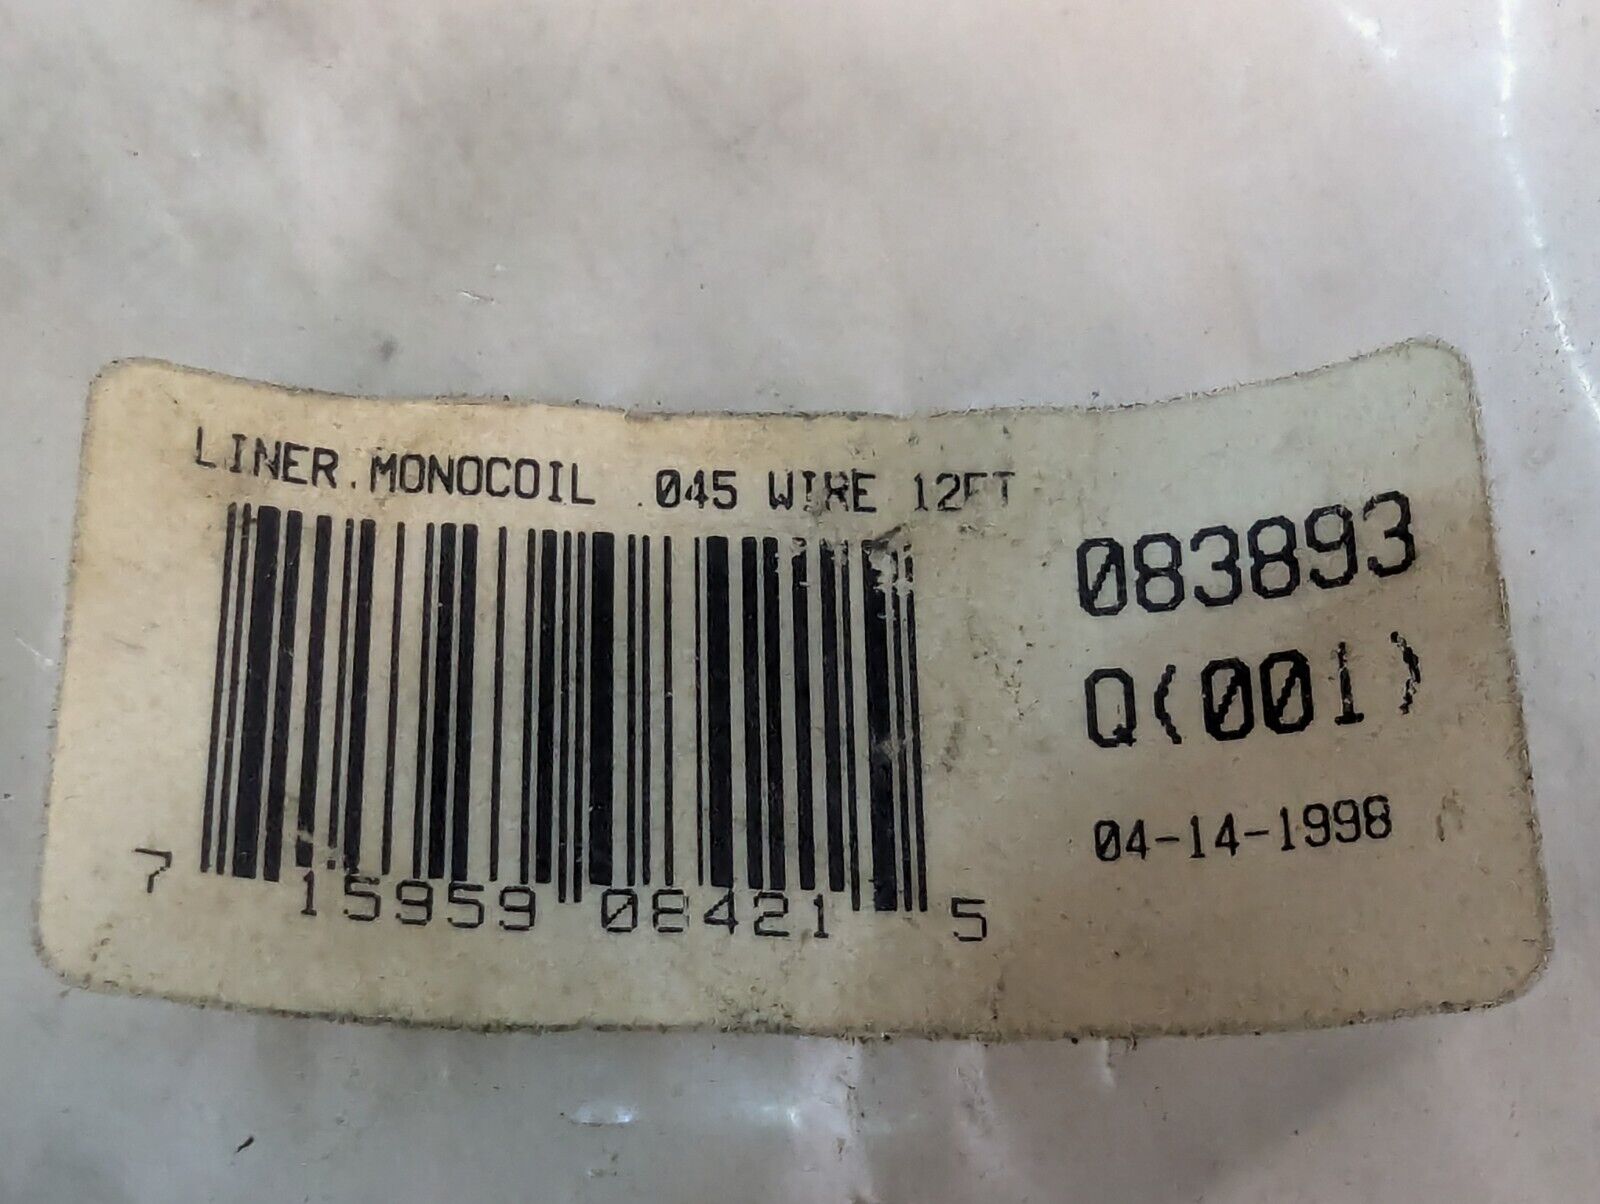 LINER,MONOCOIL .045 WIRE 12FT
083893
Q(001)
04-14-1998
7 15959 08421 5